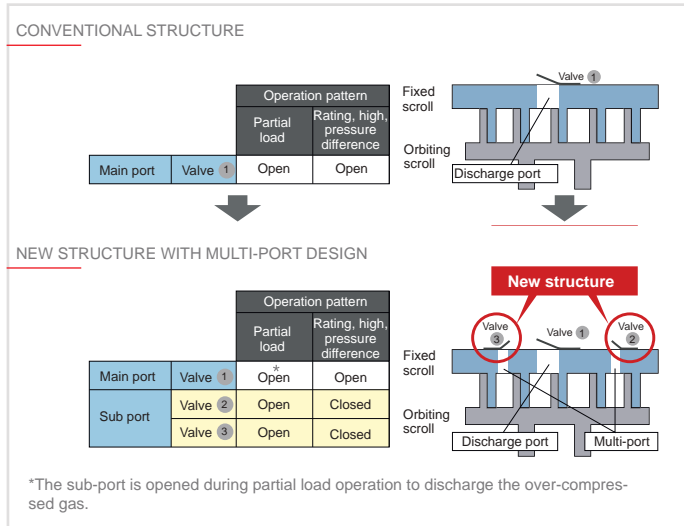 CONVENTIONAL STRUCTURE
Operation pattern
Partial
load
Rating, high,
pressure
difference
Main port
Valve 1
Open
Open
Valve 1
Fixed
scroll
Orbiting
scroll
Discharge port
NEW STRUCTURE WITH MULTI-PORT DESIGN
Operation pattern
Partial
load
Rating, high,
pressure
difference
Main port
Valve 1
Open*
Open
Sub port
Valve 2
Open
Closed
Valve 3
Open
Closed
New structure
Valve
3
Valve 1
Valve
2
Fixed
scroll
Orbiting
scroll
Discharge port
Multi-port
*The sub-port is opened during partial load operation to discharge the over-compres-
sed gas.